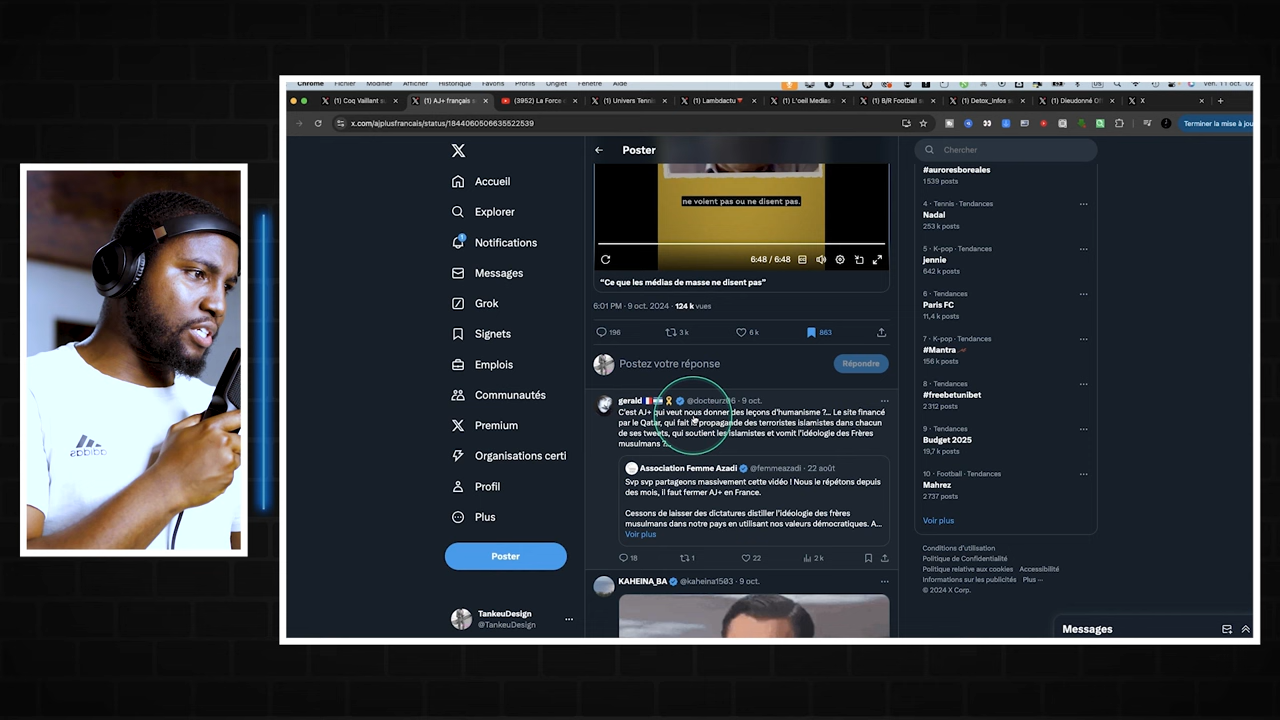 Chrome Fichier Modifier Afficher Historique Favoris Profils Onglet Fenêtre Aide
(1) Coq Vaillant s
(1) AJ+ français s
(3952) La Force
(1) Univers Tenni
(1) Lambdactu
(1) L'oeil Medias
(1) B/R Football s
(1) Detox_Infos s
(1) Dieudonné Of
X
x.com/ajplusfrancais/status/1844060506635522539
Terminer la mise à jou
Accueil
Explorer
Notifications
Messages
Grok
Signets
Emplois
Communautés
Premium
Organisations certi
Profil
Plus
Poster
TankeuDesign
@TankeuDesign
Poster
ne voient pas ou ne disent pas.
6:48 / 6:48
"Ce que les médias de masse ne disent pas"
6:01 PM · 9 oct. 2024 · 124 k vues
196 3 k 6 k 863
Postez votre réponse
Répondre
gerald @docteurz06 · 9 oct.
C'est AJ+ qui veut nous donner des leçons d'humanisme ?... Le site financé
par le Qatar, qui fait la propagande des terroristes islamistes dans chacun
de ses tweets, qui soutient les islamistes et vomit l'idéologie des Frères
musulmans ?...
Association Femme Azadi @femmeazadi · 22 août
Svp svp partageons massivement cette vidéo ! Nous le répétons depuis
des mois, il faut fermer AJ+ en France.
Cessons de laisser des dictatures distiller l'idéologie des frères
musulmans dans notre pays en utilisant nos valeurs démocratiques. A...
Voir plus
18 1 22 2 k
KAHEINA_BA @kaheina1503 · 9 oct.
Chercher
#auroresboreales
1 539 posts
4 · Tennis · Tendances
Nadal
253 k posts
5 · K-pop · Tendances
jennie
642 k posts
6 · Tendances
Paris FC
11,4 k posts
7 · K-pop · Tendances
#Mantra
156 k posts
8 · Tendances
#freebetunibet
2 312 posts
9 · Tendances
Budget 2025
19,7 k posts
10 · Football · Tendances
Mahrez
2 737 posts
Voir plus
Conditions d'utilisation
Politique de Confidentialité
Politique relative aux cookies Accessibilité
Informations sur les publicités Plus ···
© 2024 X Corp.
Messages
adidas